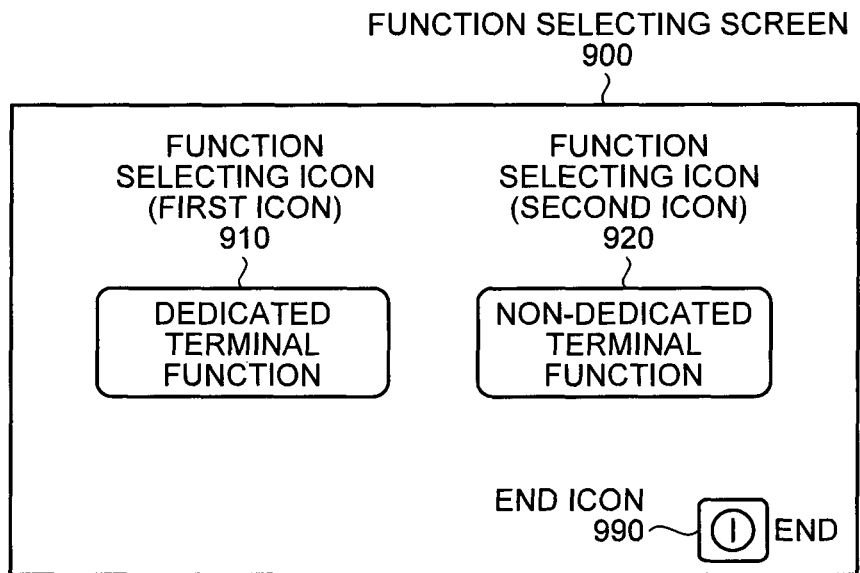 FUNCTION SELECTING SCREEN
900
FUNCTION
SELECTING ICON
(FIRST ICON)
910
DEDICATED
TERMINAL
FUNCTION
FUNCTION
SELECTING ICON
(SECOND ICON)
920
NON-DEDICATED
TERMINAL
FUNCTION
END ICON
990
END